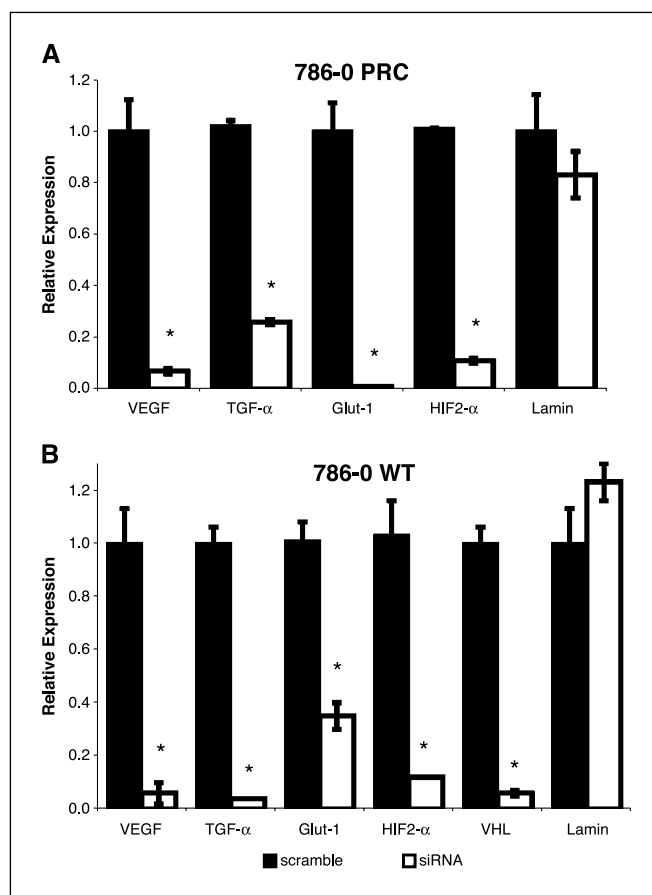 A
786-0 PRC
Relative Expression
1.2
1.0
0.8
0.6
0.4
0.2
0.0
*
*
*
*
VEGF TGF-α Glut-1 HIF2-α Lamin
B
786-0 WT
Relative Expression
1.2
1.0
0.8
0.6
0.4
0.2
0.0
*
*
*
*
*
VEGF TGF-α Glut-1 HIF2-α VHL Lamin
scramble siRNA